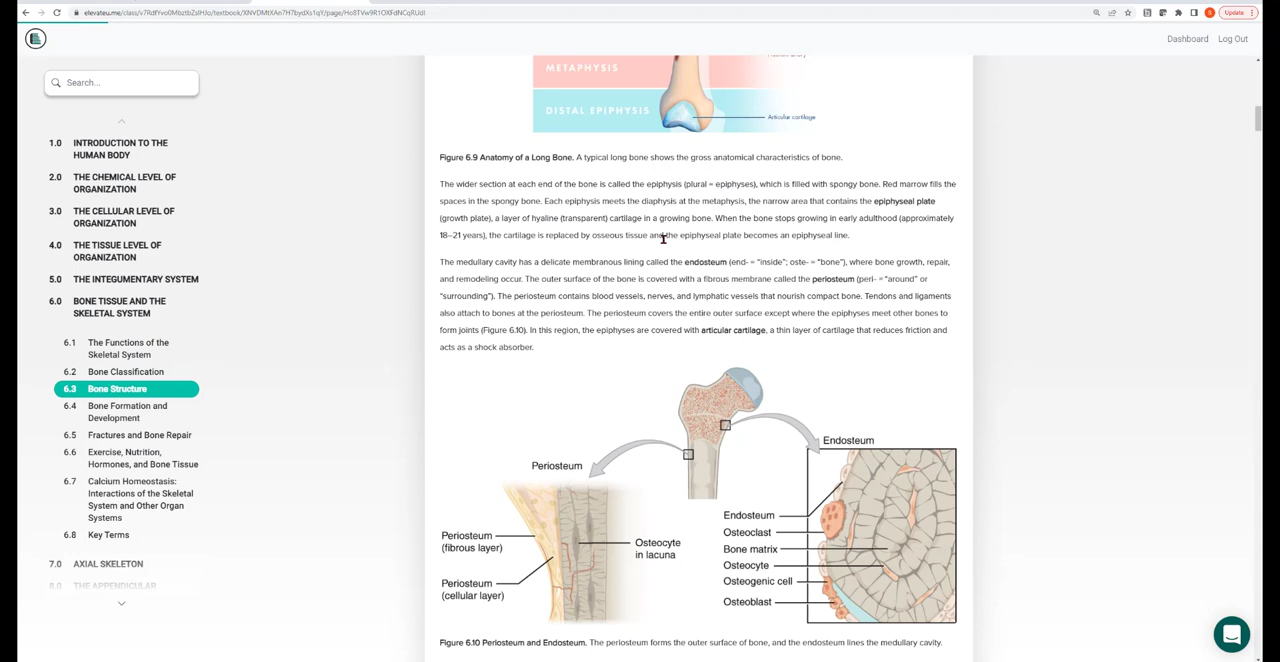 elevateu.me/class/v7RdfYvo0MbztbZslHJo/textbook/XNVDMtXAn7H7bydXs1qY/page/Ho8TVw9R1OXFdNCqRUdI
S
Update
Dashboard
Log Out
Search...
1.0 INTRODUCTION TO THE
HUMAN BODY
2.0 THE CHEMICAL LEVEL OF
ORGANIZATION
3.0 THE CELLULAR LEVEL OF
ORGANIZATION
4.0 THE TISSUE LEVEL OF
ORGANIZATION
5.0 THE INTEGUMENTARY SYSTEM
6.0 BONE TISSUE AND THE
SKELETAL SYSTEM
6.1 The Functions of the
Skeletal System
6.2 Bone Classification
6.3 Bone Structure
6.4 Bone Formation and
Development
6.5 Fractures and Bone Repair
6.6 Exercise, Nutrition,
Hormones, and Bone Tissue
6.7 Calcium Homeostasis:
Interactions of the Skeletal
System and Other Organ
Systems
6.8 Key Terms
7.0 AXIAL SKELETON
8.0 THE APPENDICULAR
METAPHYSIS
DISTAL EPIPHYSIS
Articular cartilage
Figure 6.9 Anatomy of a Long Bone. A typical long bone shows the gross anatomical characteristics of bone.
The wider section at each end of the bone is called the epiphysis (plural = epiphyses), which is filled with spongy bone. Red marrow fills the
spaces in the spongy bone. Each epiphysis meets the diaphysis at the metaphysis, the narrow area that contains the epiphyseal plate
(growth plate), a layer of hyaline (transparent) cartilage in a growing bone. When the bone stops growing in early adulthood (approximately
18–21 years), the cartilage is replaced by osseous tissue and the epiphyseal plate becomes an epiphyseal line.
The medullary cavity has a delicate membranous lining called the endosteum (end- = "inside"; oste- = "bone"), where bone growth, repair,
and remodeling occur. The outer surface of the bone is covered with a fibrous membrane called the periosteum (peri- = "around" or
"surrounding"). The periosteum contains blood vessels, nerves, and lymphatic vessels that nourish compact bone. Tendons and ligaments
also attach to bones at the periosteum. The periosteum covers the entire outer surface except where the epiphyses meet other bones to
form joints (Figure 6.10). In this region, the epiphyses are covered with articular cartilage, a thin layer of cartilage that reduces friction and
acts as a shock absorber.
Periosteum
Endosteum
Periosteum
(fibrous layer)
Periosteum
(cellular layer)
Osteocyte
in lacuna
Endosteum
Osteoclast
Bone matrix
Osteocyte
Osteogenic cell
Osteoblast
Figure 6.10 Periosteum and Endosteum. The periosteum forms the outer surface of bone, and the endosteum lines the medullary cavity.